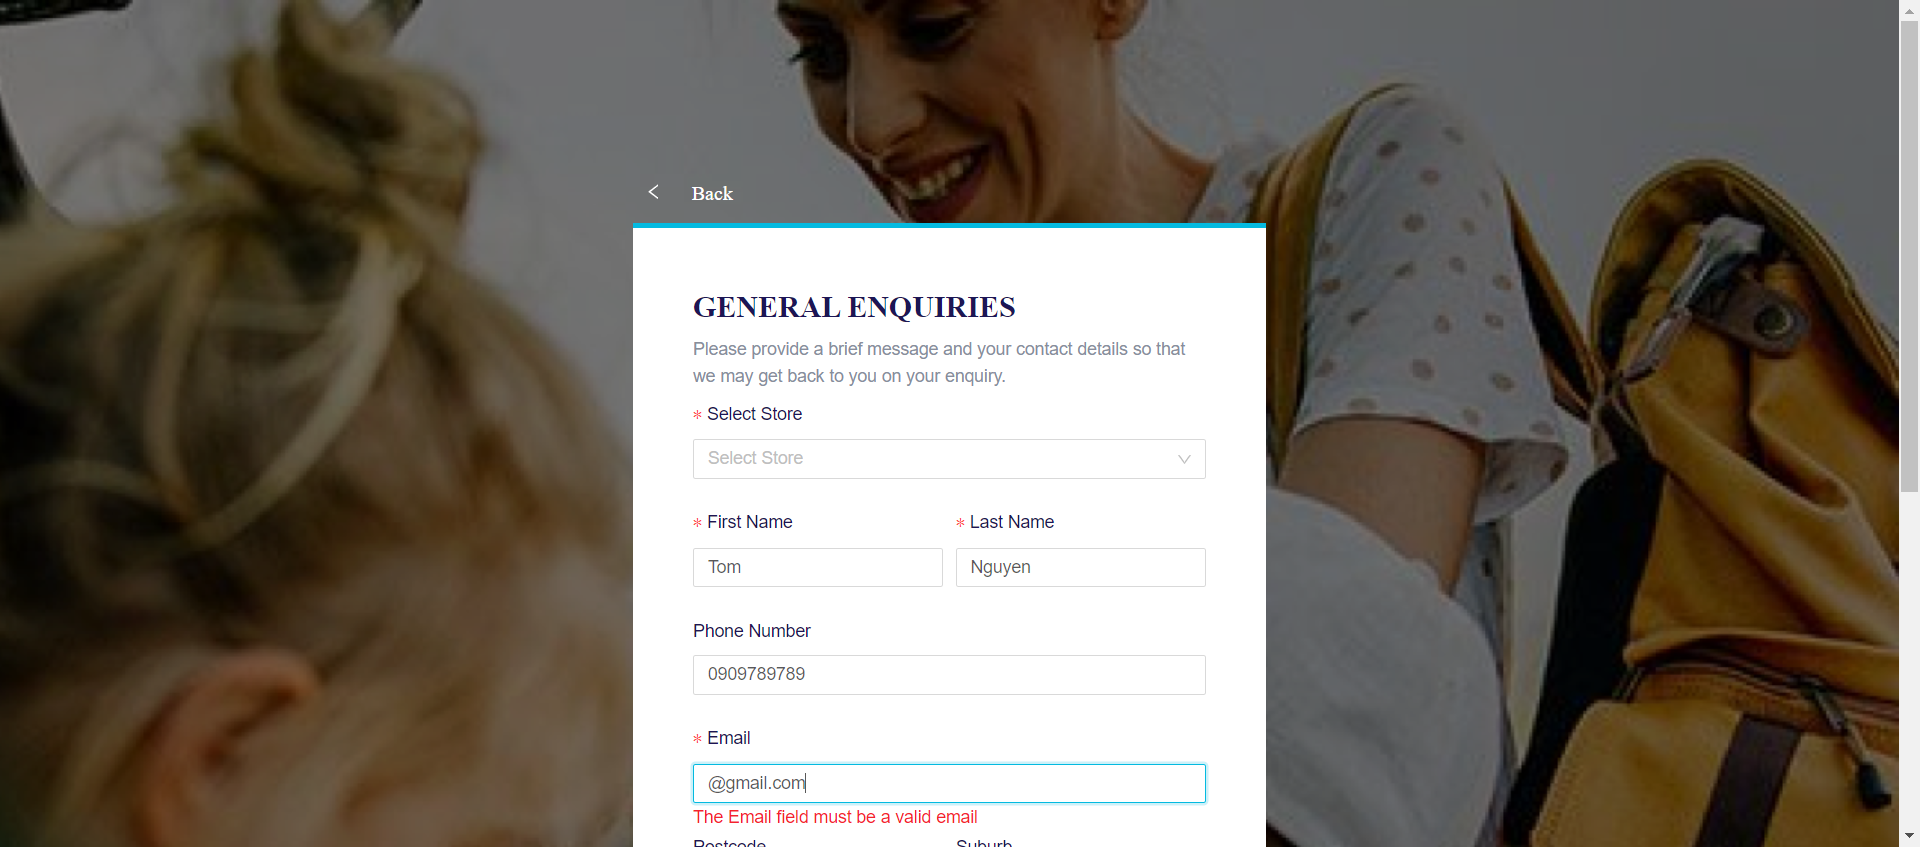 Back
GENERAL ENQUIRIES
Please provide a brief message and your contact details so that
we may get back to you on your enquiry.
* Select Store
Select Store
* First Name * Last Name
Tom Nguyen
Phone Number
0909789789
* Email
@gmail.com
The Email field must be a valid email
Postcode Suburb